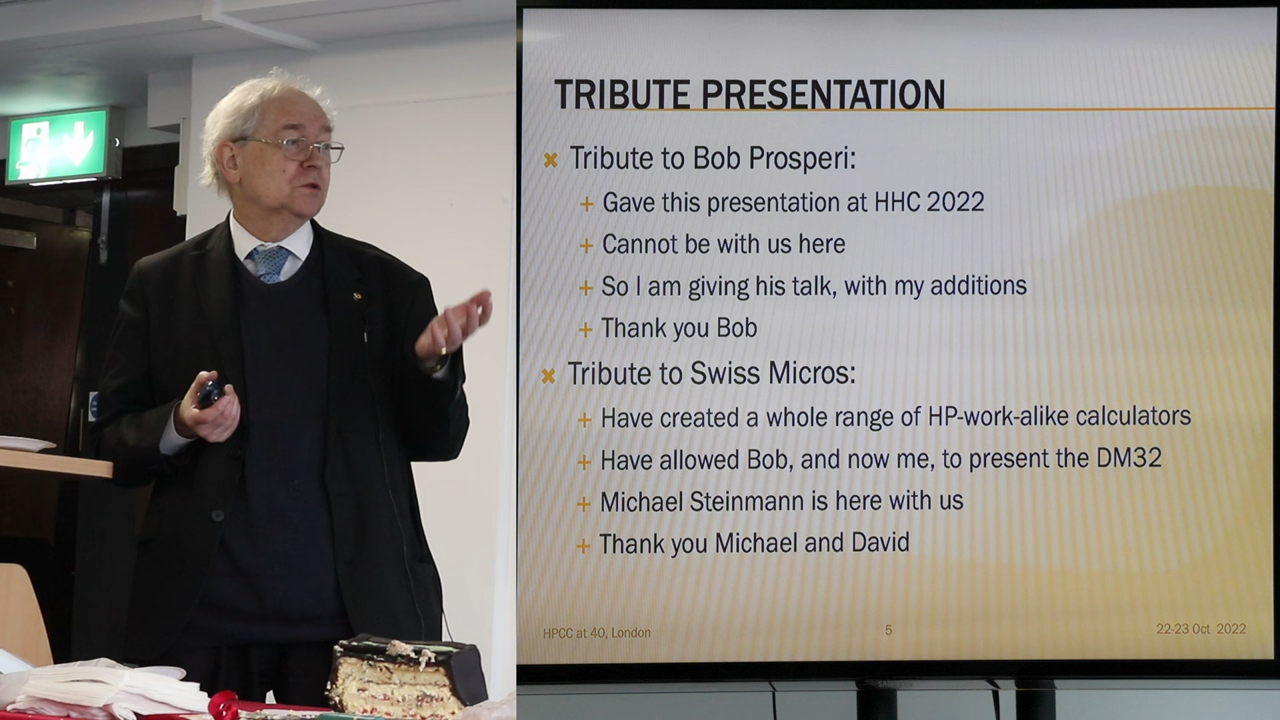 TRIBUTE PRESENTATION
Tribute to Bob Prosperi:
+ Gave this presentation at HHC 2022
+ Cannot be with us here
+ So I am giving his talk, with my additions
+ Thank you Bob
Tribute to Swiss Micros:
+ Have created a whole range of HP-work-alike calculators
+ Have allowed Bob, and now me, to present the DM32
+ Michael Steinmann is here with us
+ Thank you Michael and David
HPCC at 40, London
5
22-23 Oct 2022